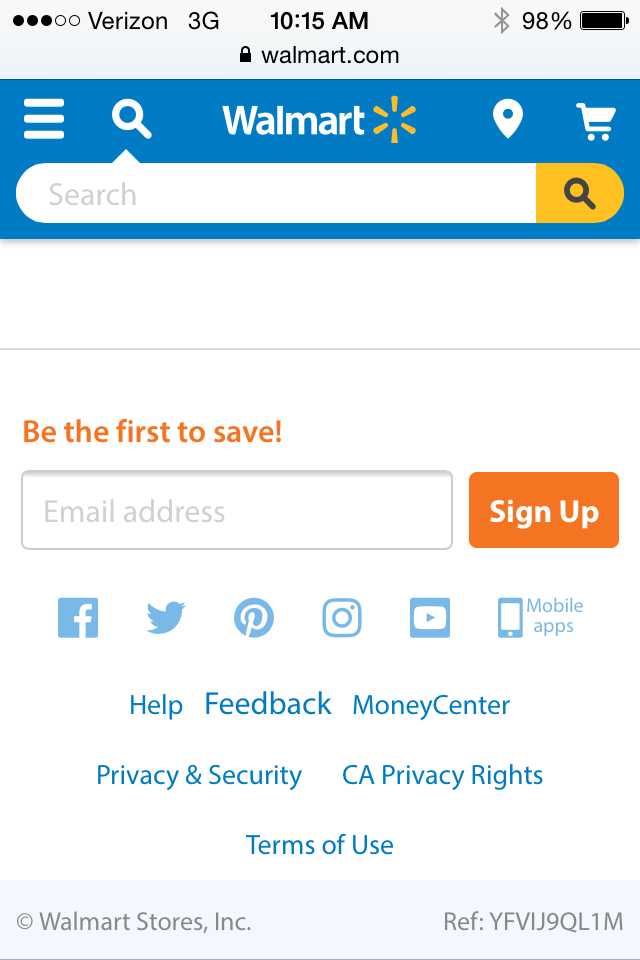 Verizon 3G 10:15 AM 98%
walmart.com
Walmart
Search
Be the first to save!
Email address Sign Up
Mobile
apps
Help Feedback MoneyCenter
Privacy & Security CA Privacy Rights
Terms of Use
© Walmart Stores, Inc. Ref: YFVIJ9QL1M